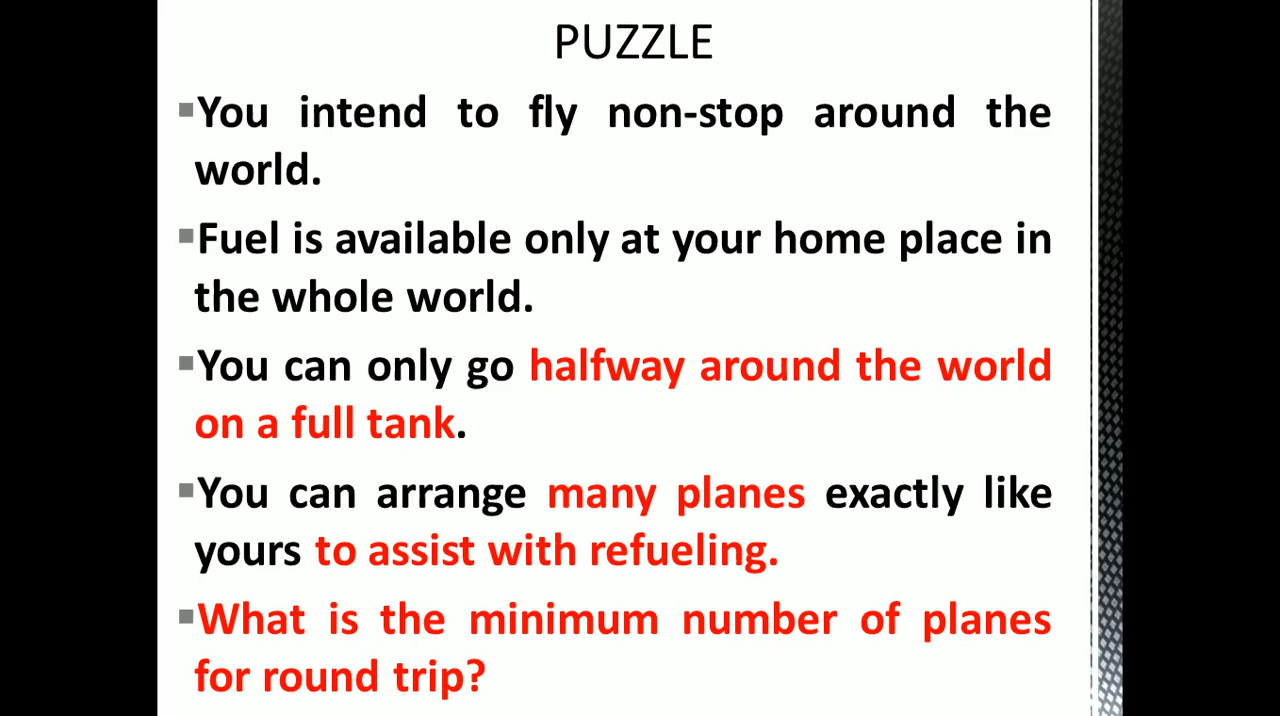 PUZZLE
▪You intend to fly non-stop around the
world.
▪Fuel is available only at your home place in
the whole world.
▪You can only go halfway around the world
on a full tank.
▪You can arrange many planes exactly like
yours to assist with refueling.
▪What is the minimum number of planes
for round trip?